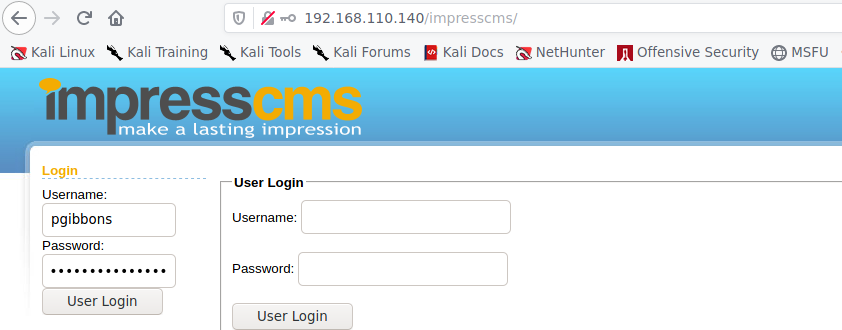 192.168.110.140/impresscms/
Kali Linux Kali Training Kali Tools Kali Forums Kali Docs NetHunter Offensive Security MSFU
impresscms
make a lasting impression
Login
Username:
pgibbons
Password:
•••••••••••••••
User Login
User Login
Username:
Password:
User Login